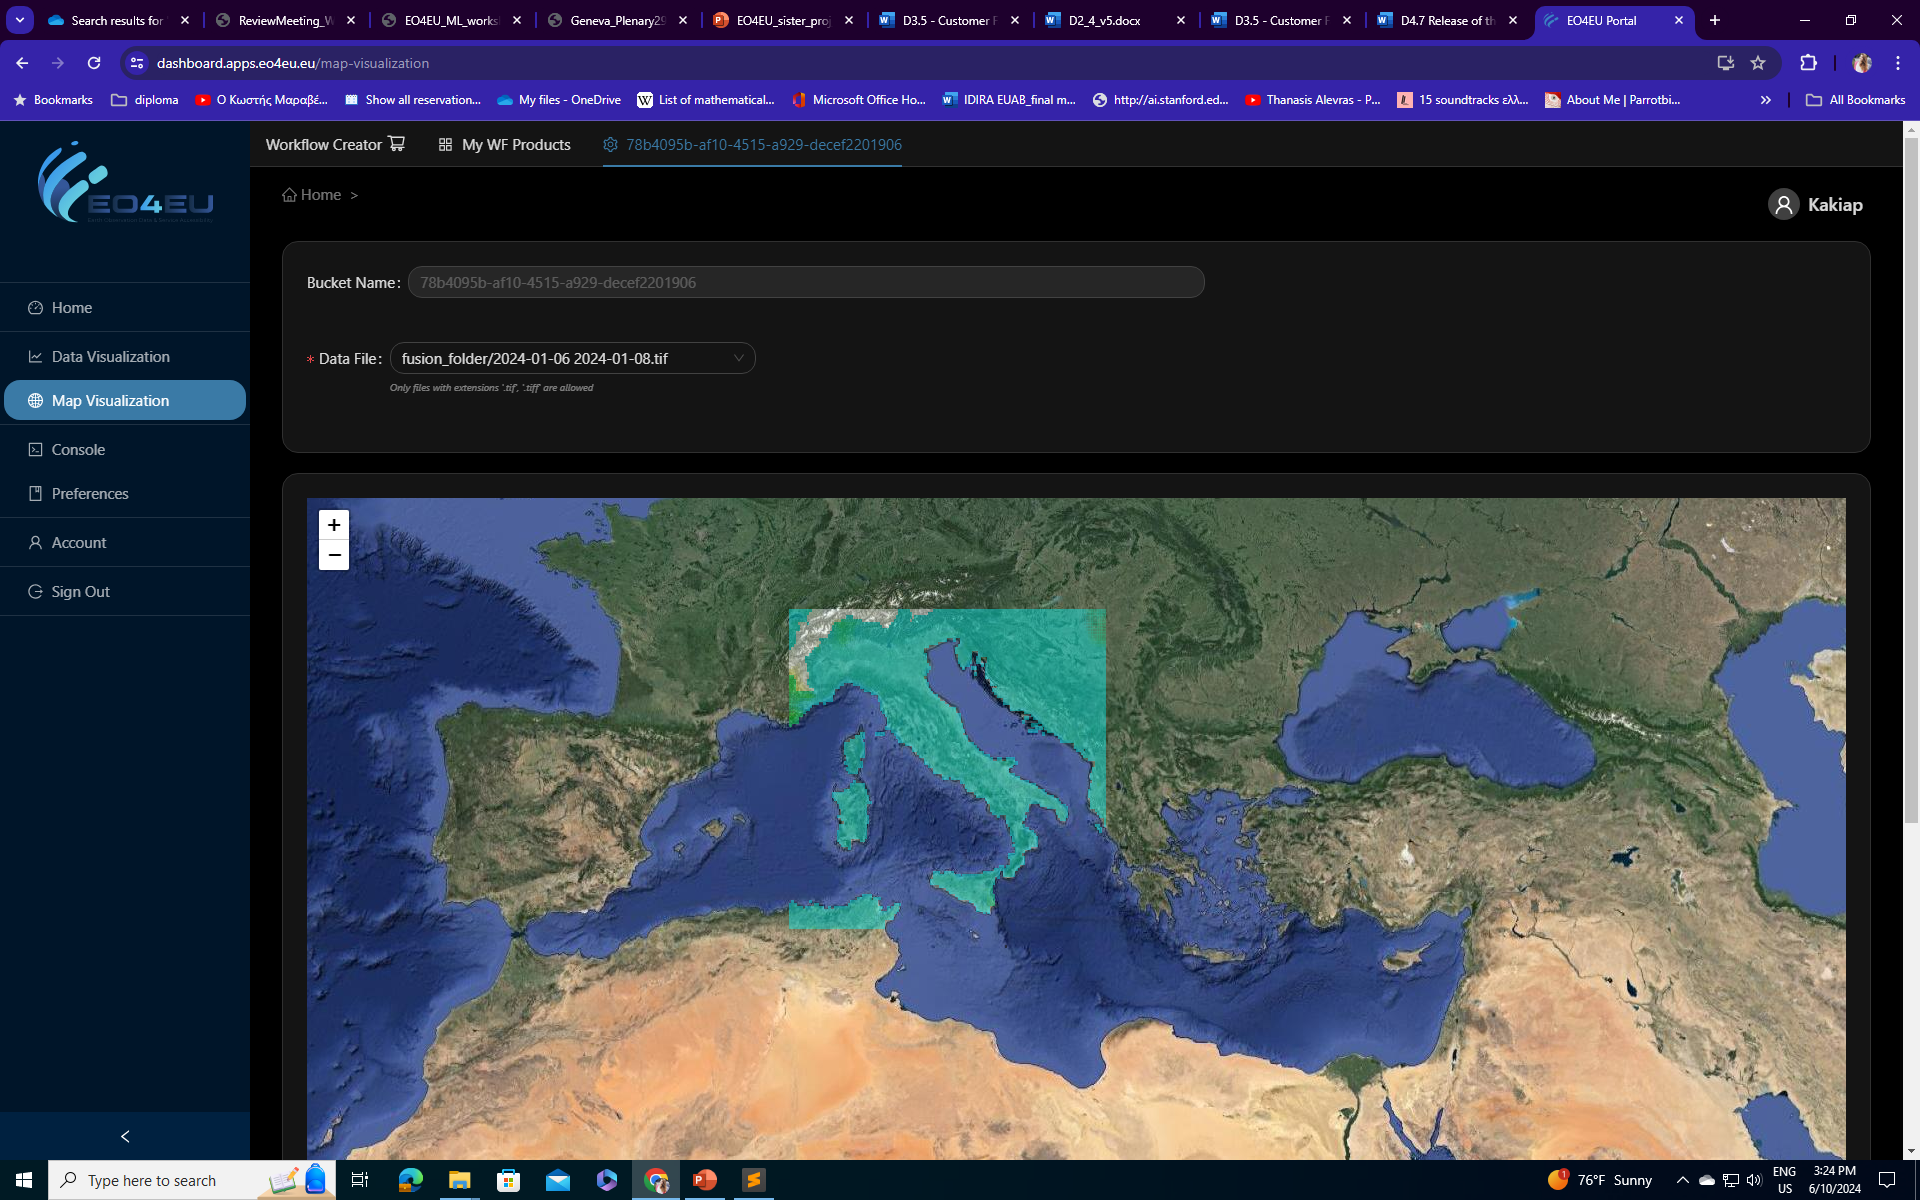 Search results for
ReviewMeeting_W
EO4EU_ML_works
Geneva_Plenary29
EO4EU_sister_proj
D3.5 - Customer F
D2_4_v5.docx
D3.5 - Customer F
D4.7 Release of th
EO4EU Portal
dashboard.apps.eo4eu.eu/map-visualization
Bookmarks
diploma
Ο Κωστής Μαραβέ...
Show all reservation...
My files - OneDrive
List of mathematical...
Microsoft Office Ho...
IDIRA EUAB_final m...
http://ai.stanford.ed...
Thanasis Alevras - P...
15 soundtracks ελλ...
About Me | Parrotbi...
All Bookmarks
EO4EU
Workflow Creator
My WF Products
78b4095b-af10-4515-a929-decef2201906
Home >
Kakiap
Home
Data Visualization
Map Visualization
Console
Preferences
Account
Sign Out
Bucket Name: 78b4095b-af10-4515-a929-decef2201906
* Data File: fusion_folder/2024-01-06 2024-01-08.tif
Only files with extensions '.tif', '.tiff' are allowed
+
−
Type here to search
1
76°F Sunny
ENG
US
3:24 PM
6/10/2024